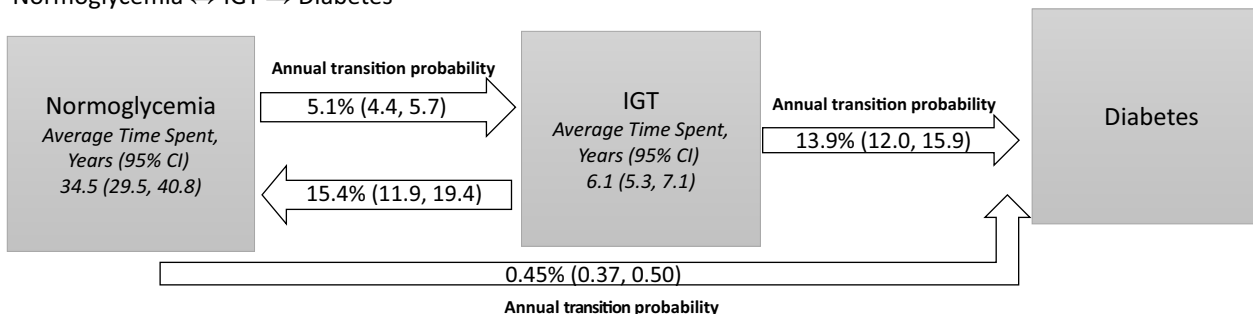 Normoglycemia ↔ IGT → Diabetes
Annual transition probability
5.1% (4.4, 5.7)
Normoglycemia
Average Time Spent,
Years (95% CI)
34.5 (29.5, 40.8)
15.4% (11.9, 19.4)
IGT
Average Time Spent,
Years (95% CI)
6.1 (5.3, 7.1)
Annual transition probability
13.9% (12.0, 15.9)
Diabetes
0.45% (0.37, 0.50)
Annual transition probability